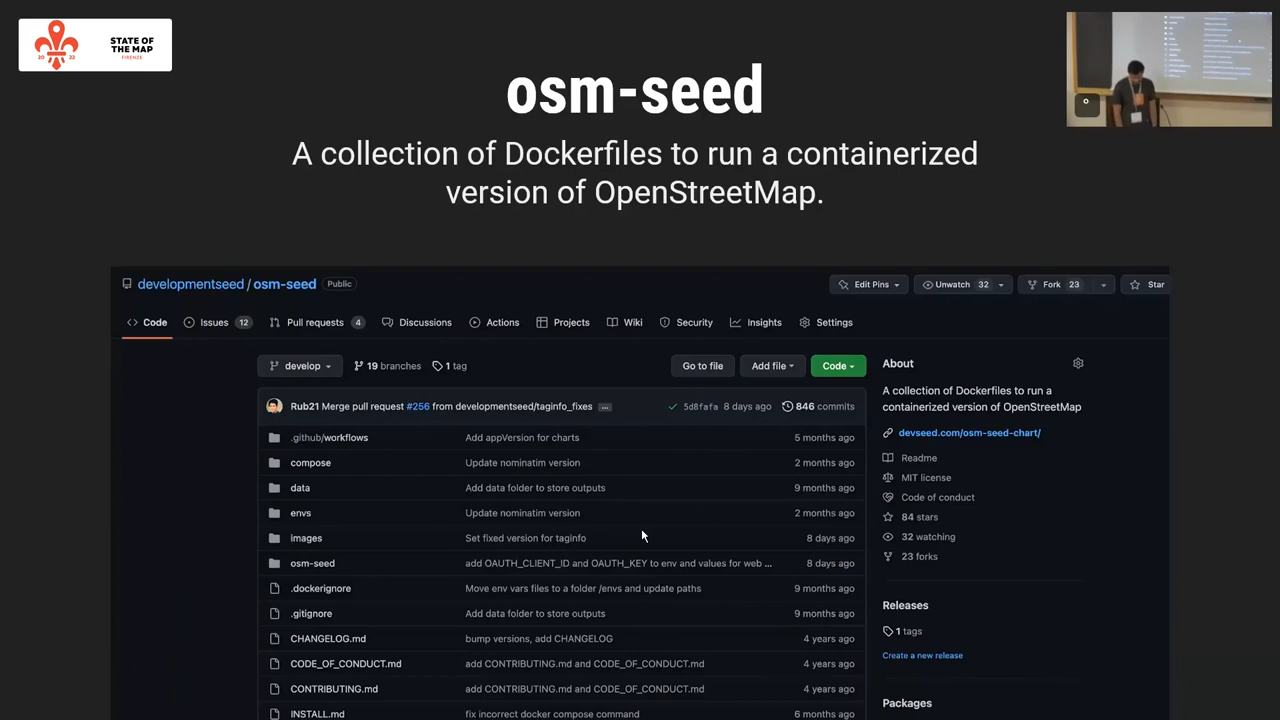 STATE
OF THE
MAP
FIRENZE
20 22
osm-seed
A collection of Dockerfiles to run a containerized
version of OpenStreetMap.
developmentseed / osm-seed Public
Edit Pins Unwatch 32 Fork 23 Star
Code Issues 12 Pull requests 4 Discussions Actions Projects Wiki Security Insights Settings
develop 19 branches 1 tag Go to file Add file Code
Rub21 Merge pull request #256 from developmentseed/taginfo_fixes ... 5d8fafa 8 days ago 846 commits
.github/workflows Add appVersion for charts 5 months ago
compose Update nominatim version 2 months ago
data Add data folder to store outputs 9 months ago
envs Update nominatim version 2 months ago
images Set fixed version for taginfo 8 days ago
osm-seed add OAUTH_CLIENT_ID and OAUTH_KEY to env and values for web ... 8 days ago
.dockerignore Move env vars files to a folder /envs and update paths 9 months ago
.gitignore Add data folder to store outputs 9 months ago
CHANGELOG.md bump versions, add CHANGELOG 4 years ago
CODE_OF_CONDUCT.md add CONTRIBUTING.md and CODE_OF_CONDUCT.md 4 years ago
CONTRIBUTING.md add CONTRIBUTING.md and CODE_OF_CONDUCT.md 4 years ago
INSTALL.md fix incorrect docker compose command 6 months ago
About
A collection of Dockerfiles to run a
containerized version of OpenStreetMap
devseed.com/osm-seed-chart/
Readme
MIT license
Code of conduct
84 stars
32 watching
23 forks
Releases
1 tags
Create a new release
Packages